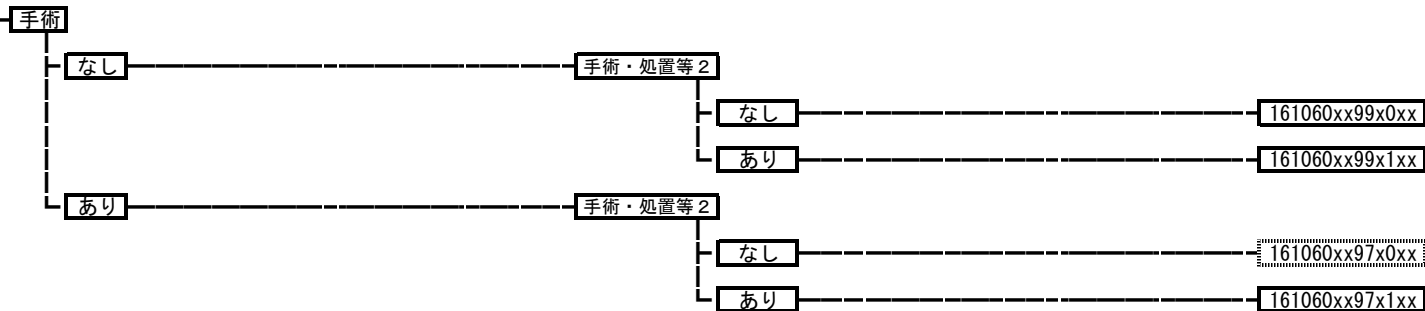 手術
なし 手術・処置等2
なし 161060xx99x0xx
あり 161060xx99x1xx
あり 手術・処置等2
なし 161060xx97x0xx
あり 161060xx97x1xx